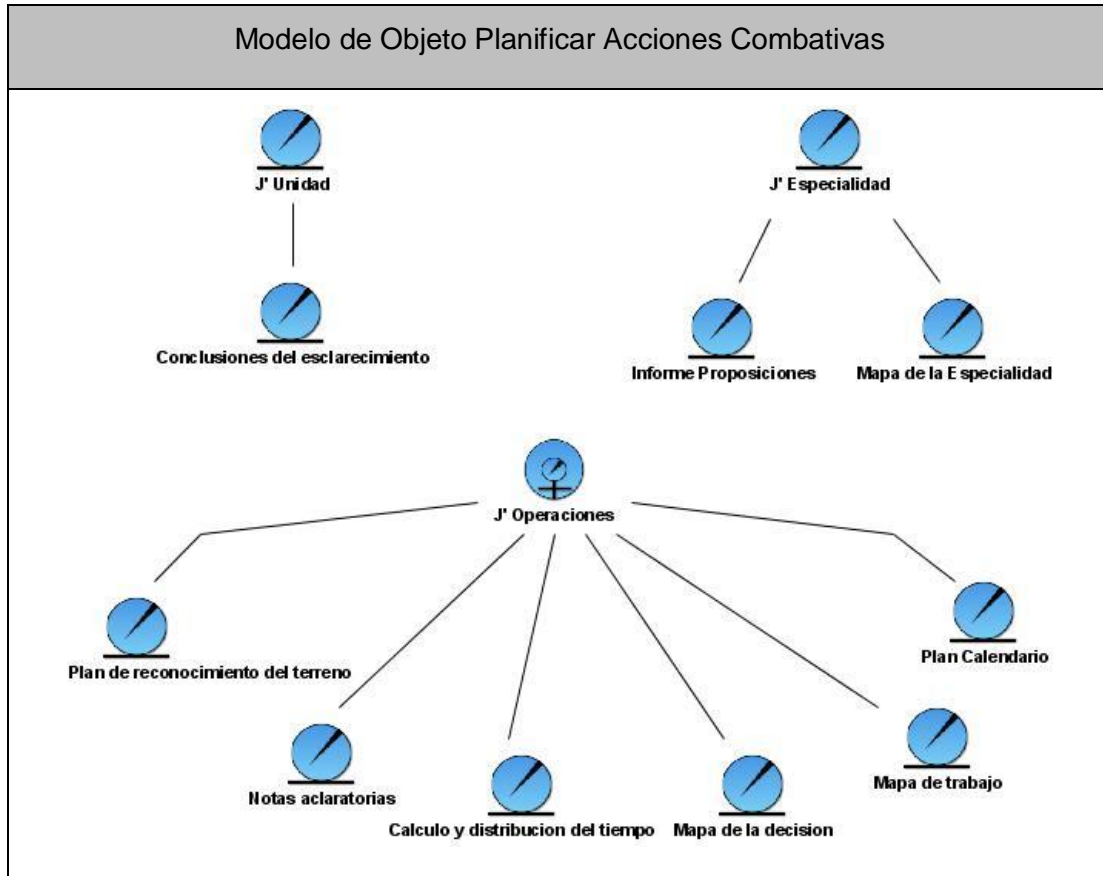 Modelo de Objeto Planificar Acciones Combativas
J' Unidad
J' Especialidad
Conclusiones del esclarecimiento
Informe Proposiciones
Mapa de la Especialidad
J' Operaciones
Plan de reconocimiento del terreno
Plan Calendario
Notas aclaratorias
Calculo y distribucion del tiempo
Mapa de la decision
Mapa de trabajo